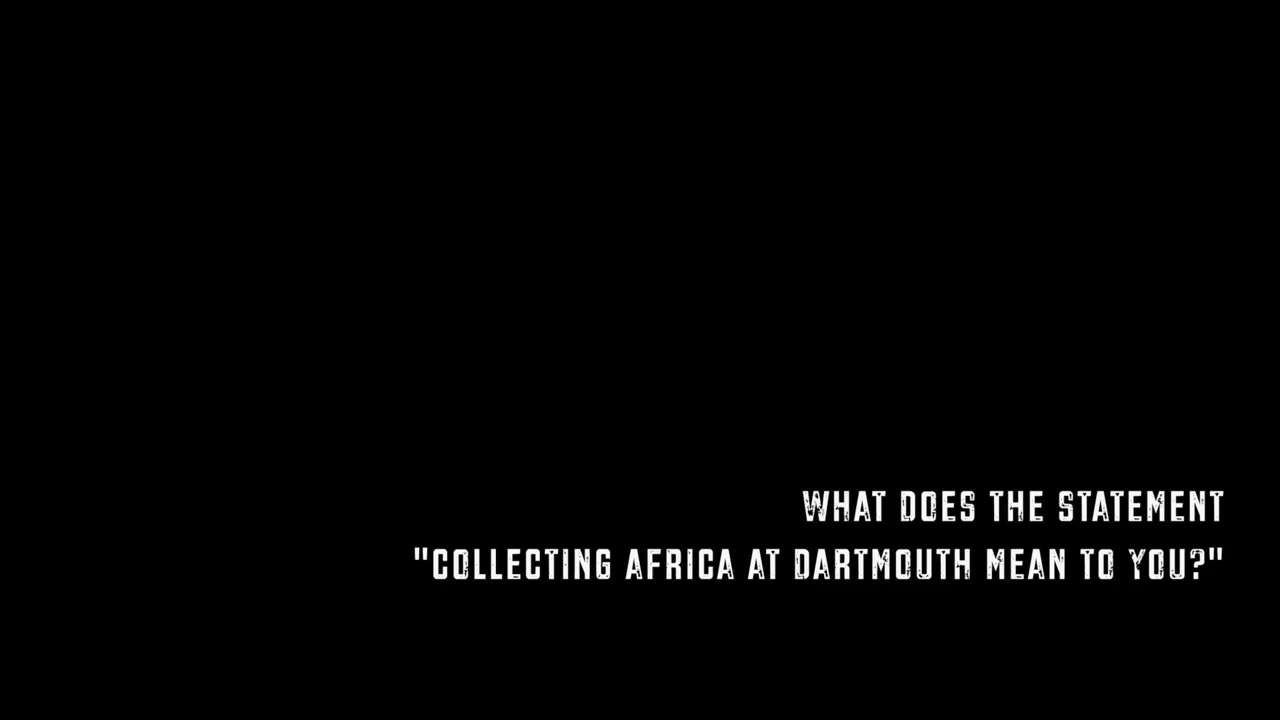 WHAT DOES THE STATEMENT
"COLLECTING AFRICA AT DARTMOUTH MEAN TO YOU?"